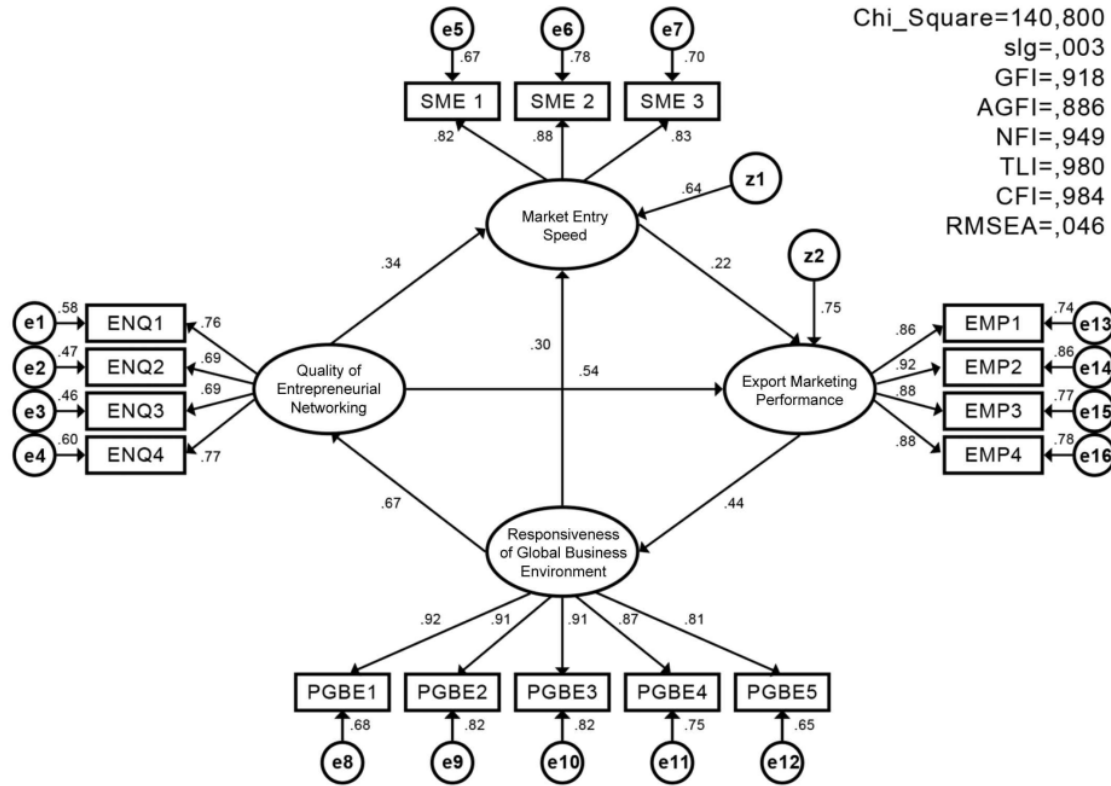 Chi_Square=140,800
sIg=,003
GFI=,918
AGFI=,886
NFI=,949
TLI=,980
CFI=,984
RMSEA=,046
e5 e6 e7
.67 .78 .70
SME 1 SME 2 SME 3
.82 .88 .83
z1
.64
Market Entry
Speed
z2
.34 .22
.75
e1 .58 ENQ1 .76
e2 .47 ENQ2 .69
e3 .46 ENQ3 .69
e4 .60 ENQ4 .77
Quality of
Entrepreneurial
Networking
.30 .54
Export Marketing
Performance
.86 EMP1 .74 e13
.92 EMP2 .86 e14
.88 EMP3 .77 e15
.88 EMP4 .78 e16
.67 .44
Responsiveness
of Global Business
Environment
.92 .91 .91 .87 .81
PGBE1 PGBE2 PGBE3 PGBE4 PGBE5
.68 .82 .82 .75 .65
e8 e9 e10 e11 e12